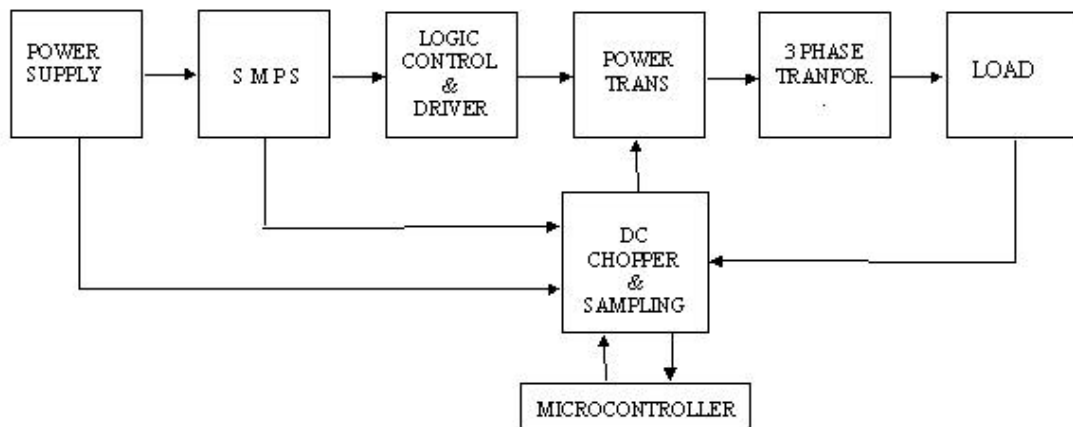 POWER
SUPPLY
S M P S
LOGIC
CONTROL
&
DRIVER
POWER
TRANS
3 PHASE
TRANFOR.
.
LOAD
DC
CHOPPER
&
SAMPLING
MICROCONTROLLER